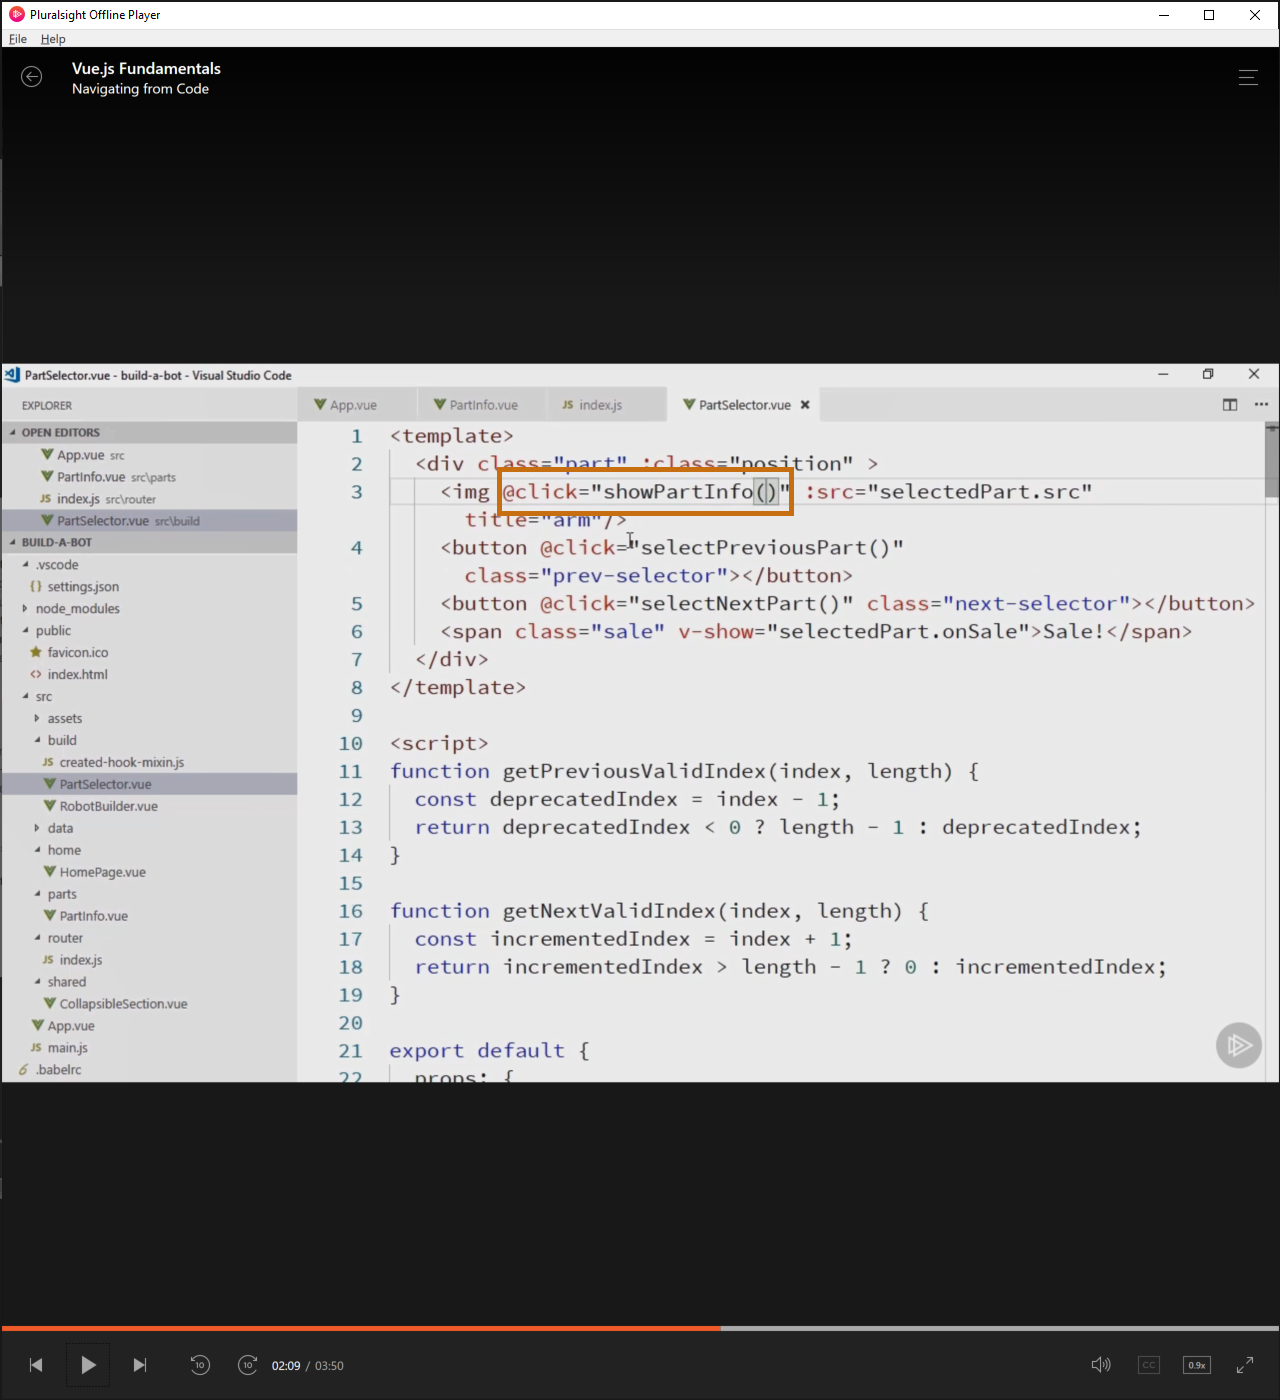 Pluralsight Offline Player
File Help
Vue.js Fundamentals
Navigating from Code
PartSelector.vue - build-a-bot - Visual Studio Code
EXPLORER
App.vue PartInfo.vue JS index.js PartSelector.vue
OPEN EDITORS
App.vue src
PartInfo.vue src\parts
JS index.js src\router
PartSelector.vue src\build
BUILD-A-BOT
.vscode
{} settings.json
node_modules
public
favicon.ico
<> index.html
src
assets
build
JS created-hook-mixin.js
PartSelector.vue
RobotBuilder.vue
data
home
HomePage.vue
parts
PartInfo.vue
router
JS index.js
shared
CollapsibleSection.vue
App.vue
JS main.js
.babelrc
1 <template>
2 <div class="part" :class="position" >
3 <img @click="showPartInfo()" :src="selectedPart.src"
title="arm"/>
4 <button @click="selectPreviousPart()"
class="prev-selector"></button>
5 <button @click="selectNextPart()" class="next-selector"></button>
6 <span class="sale" v-show="selectedPart.onSale">Sale!</span>
7 </div>
8 </template>
9
10 <script>
11 function getPreviousValidIndex(index, length) {
12 const deprecatedIndex = index - 1;
13 return deprecatedIndex < 0 ? length - 1 : deprecatedIndex;
14 }
15
16 function getNextValidIndex(index, length) {
17 const incrementedIndex = index + 1;
18 return incrementedIndex > length - 1 ? 0 : incrementedIndex;
19 }
20
21 export default {
22 props: {
10 10 02:09 / 03:50 CC 0.9x